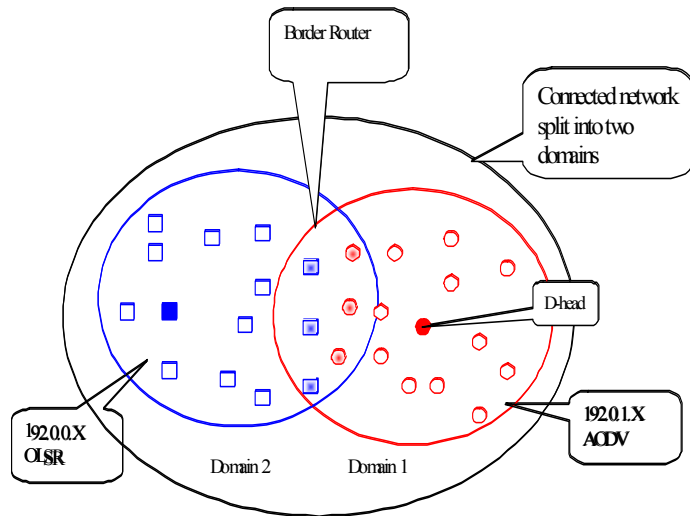 Border Router
Connected network
split into two
domains
D-head
192.0.0.X
OLSR
192.0.1.X
AODV
Domain 2
Domain 1